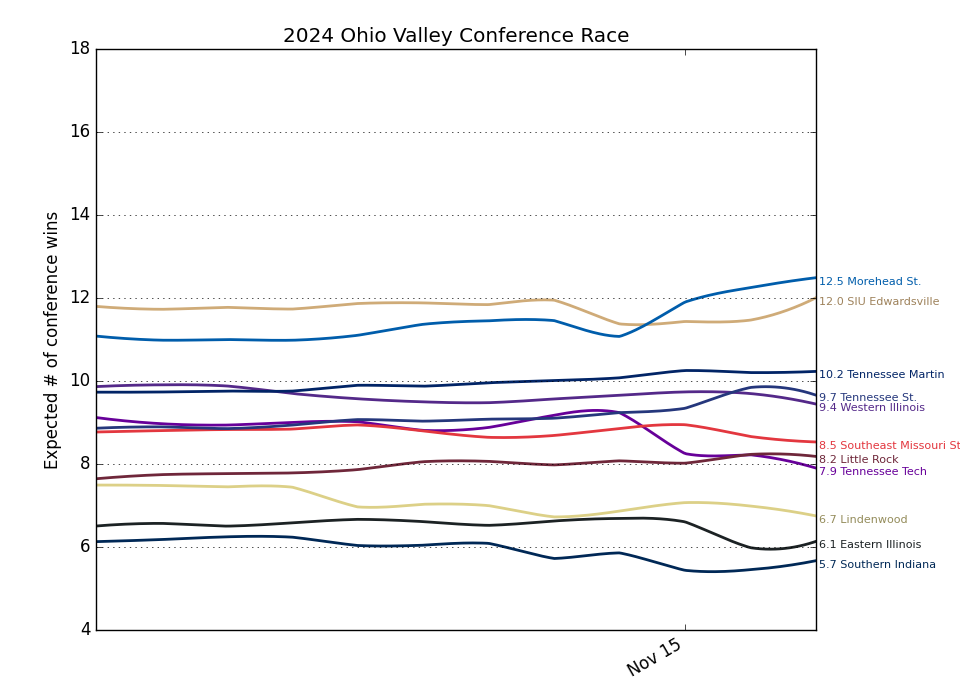 2024 Ohio Valley Conference Race
Expected # of conference wins
18
16
14
12
10
8
6
4
12.5 Morehead St.
12.0 SIU Edwardsville
10.2 Tennessee Martin
9.7 Tennessee St.
9.4 Western Illinois
8.5 Southeast Missouri St
8.2 Little Rock
7.9 Tennessee Tech
6.7 Lindenwood
6.1 Eastern Illinois
5.7 Southern Indiana
Nov 15